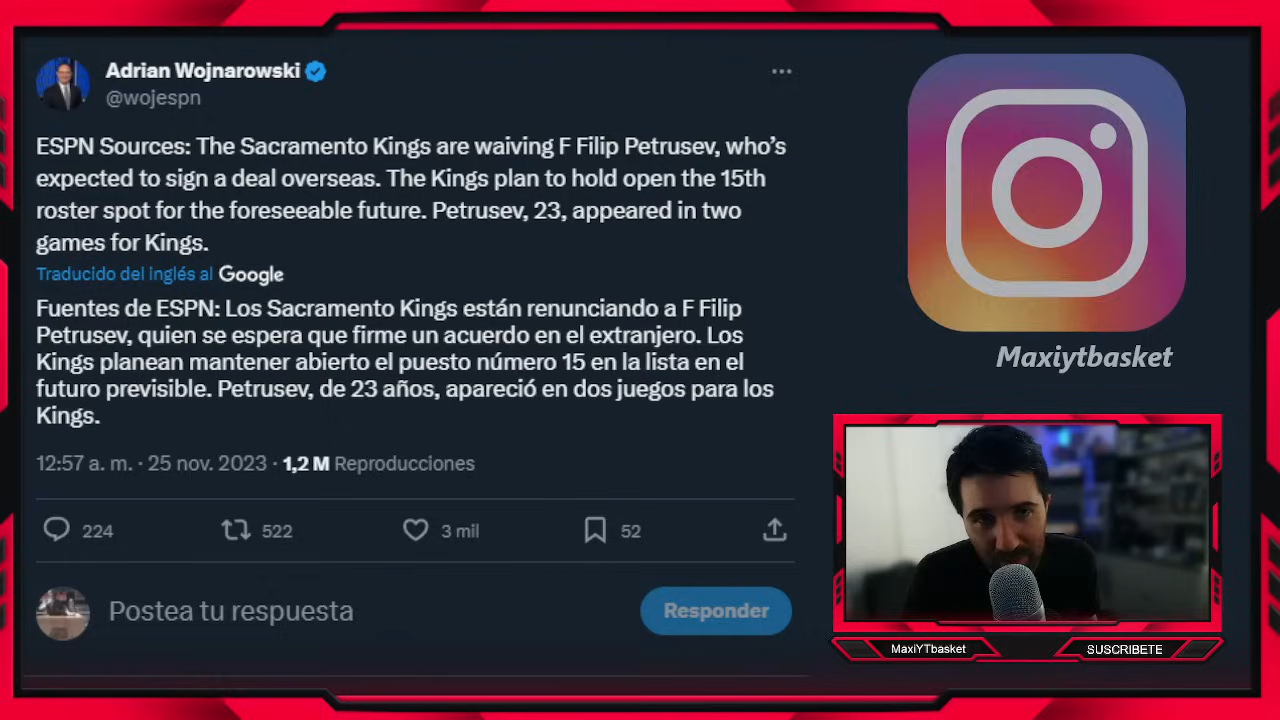 Adrian Wojnarowski
@wojespn
ESPN Sources: The Sacramento Kings are waiving F Filip Petrusev, who's
expected to sign a deal overseas. The Kings plan to hold open the 15th
roster spot for the foreseeable future. Petrusev, 23, appeared in two
games for Kings.
Traducido del inglés al Google
Fuentes de ESPN: Los Sacramento Kings están renunciando a F Filip
Petrusev, quien se espera que firme un acuerdo en el extranjero. Los
Kings planean mantener abierto el puesto número 15 en la lista en el
futuro previsible. Petrusev, de 23 años, apareció en dos juegos para los
Kings.
12:57 a. m. · 25 nov. 2023 · 1,2 M Reproducciones
224 522 3 mil 52
Postea tu respuesta
Responder
Maxiytbasket
MaxiYTbasket
SUSCRIBETE